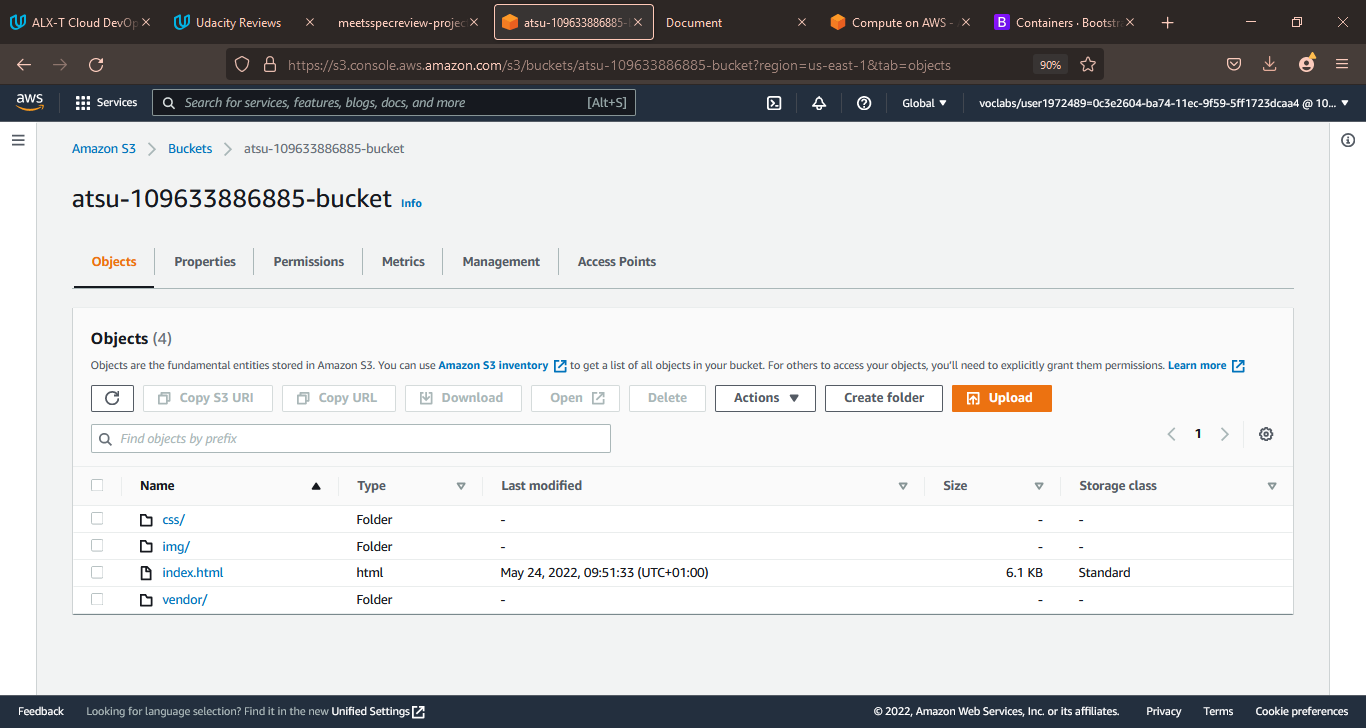 ALX-T Cloud DevOp
Udacity Reviews
meetsspecreview-projec
atsu-109633886885-
Document
Compute on AWS -
Containers · Bootstr
https://s3.console.aws.amazon.com/s3/buckets/atsu-109633886885-bucket?region=us-east-1&tab=objects
90%
aws
Services
Search for services, features, blogs, docs, and more
[Alt+S]
Global
voclabs/user1972489=0c3e2604-ba74-11ec-9f59-5ff1723dcaa4 @ 10...
Amazon S3
Buckets
atsu-109633886885-bucket
atsu-109633886885-bucket Info
Objects
Properties
Permissions
Metrics
Management
Access Points
Objects (4)
Objects are the fundamental entities stored in Amazon S3. You can use Amazon S3 inventory to get a list of all objects in your bucket. For others to access your objects, you'll need to explicitly grant them permissions. Learn more
Copy S3 URI
Copy URL
Download
Open
Delete
Actions
Create folder
Upload
Find objects by prefix
1
Name Type Last modified Size Storage class
css/ Folder - - -
img/ Folder - - -
index.html html May 24, 2022, 09:51:33 (UTC+01:00) 6.1 KB Standard
vendor/ Folder - - -
Feedback
Looking for language selection? Find it in the new Unified Settings
© 2022, Amazon Web Services, Inc. or its affiliates.
Privacy
Terms
Cookie preferences